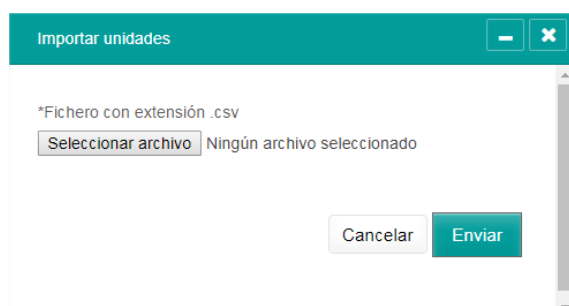 Importar unidades
*Fichero con extensión .csv
Seleccionar archivo Ningún archivo seleccionado
Cancelar Enviar